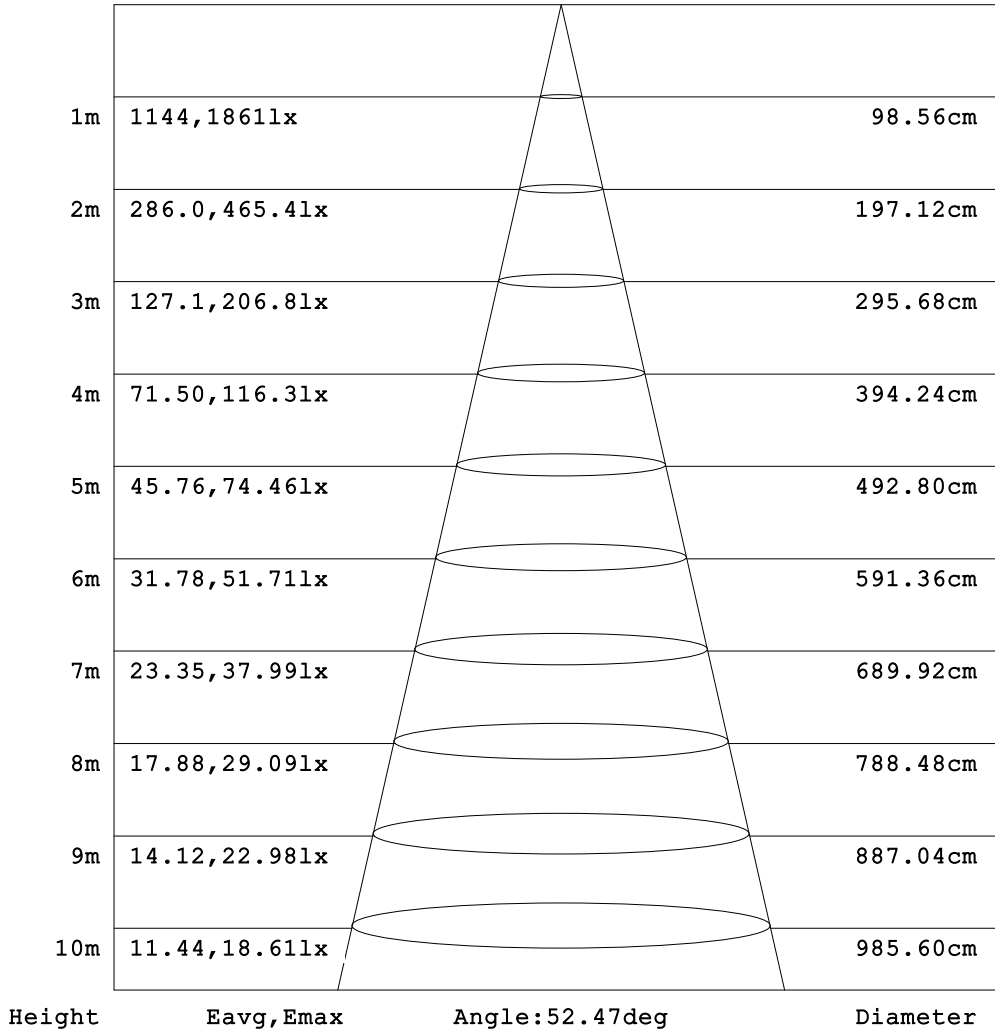 1m 1144,1861lx 98.56cm
2m 286.0,465.4lx 197.12cm
3m 127.1,206.8lx 295.68cm
4m 71.50,116.3lx 394.24cm
5m 45.76,74.46lx 492.80cm
6m 31.78,51.71lx 591.36cm
7m 23.35,37.99lx 689.92cm
8m 17.88,29.09lx 788.48cm
9m 14.12,22.98lx 887.04cm
10m 11.44,18.61lx 985.60cm
Height Eavg,Emax Angle:52.47deg Diameter